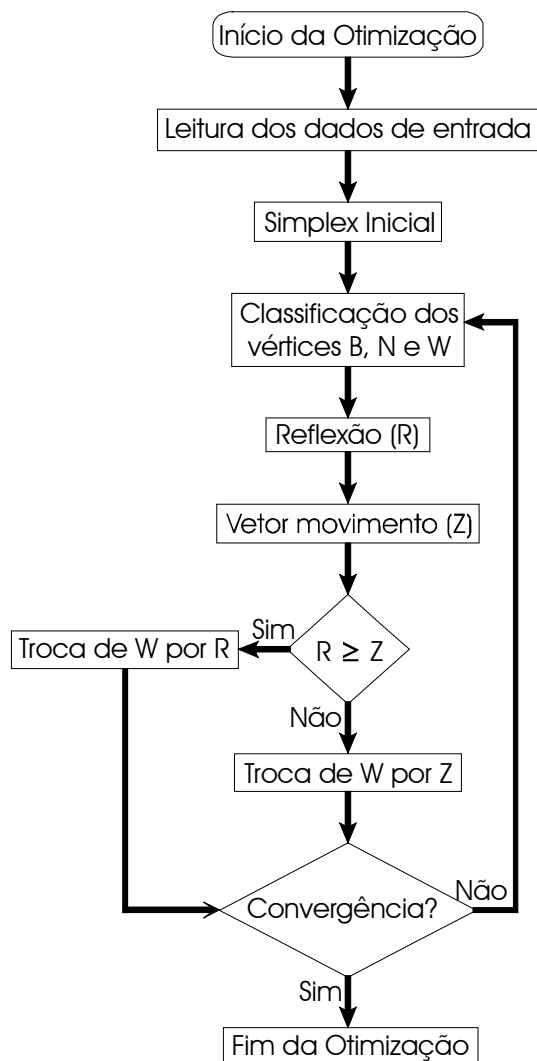 Início da Otimização
Leitura dos dados de entrada
Simplex Inicial
Classificação dos
vértices B, N e W
Reflexão (R)
Vetor movimento (Z)
Sim
Troca de W por R
R ≥ Z
Não
Troca de W por Z
Convergência?
Não
Sim
Fim da Otimização